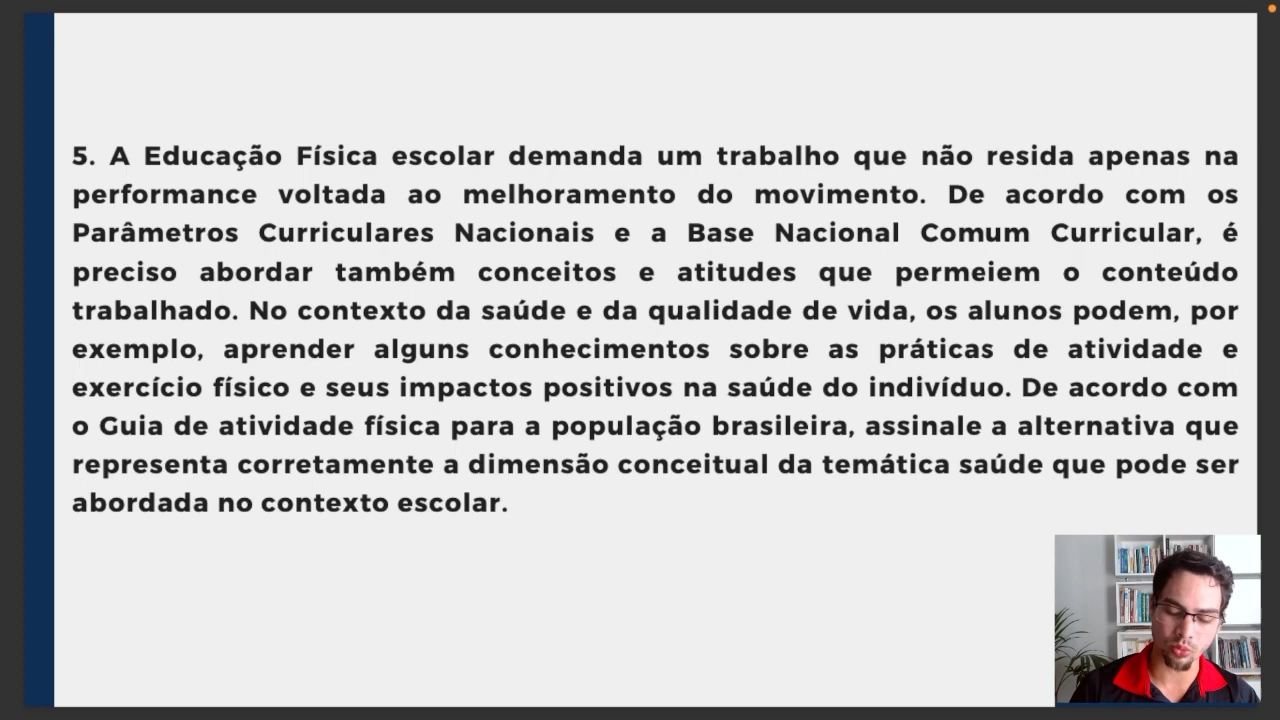 5. A Educação Física escolar demanda um trabalho que não resida apenas na
performance voltada ao melhoramento do movimento. De acordo com os
Parâmetros Curriculares Nacionais e a Base Nacional Comum Curricular, é
preciso abordar também conceitos e atitudes que permeiem o conteúdo
trabalhado. No contexto da saúde e da qualidade de vida, os alunos podem, por
exemplo, aprender alguns conhecimentos sobre as práticas de atividade e
exercício físico e seus impactos positivos na saúde do indivíduo. De acordo com
o Guia de atividade física para a população brasileira, assinale a alternativa que
representa corretamente a dimensão conceitual da temática saúde que pode ser
abordada no contexto escolar.